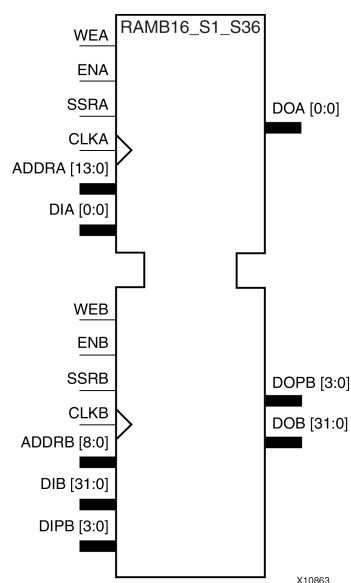 RAMB16_S1_S36
WEA
ENA
SSRA
CLKA
ADDRA [13:0]
DIA [0:0]
DOA [0:0]
WEB
ENB
SSRB
CLKB
ADDRB [8:0]
DIB [31:0]
DIPB [3:0]
DOPB [3:0]
DOB [31:0]
X10863